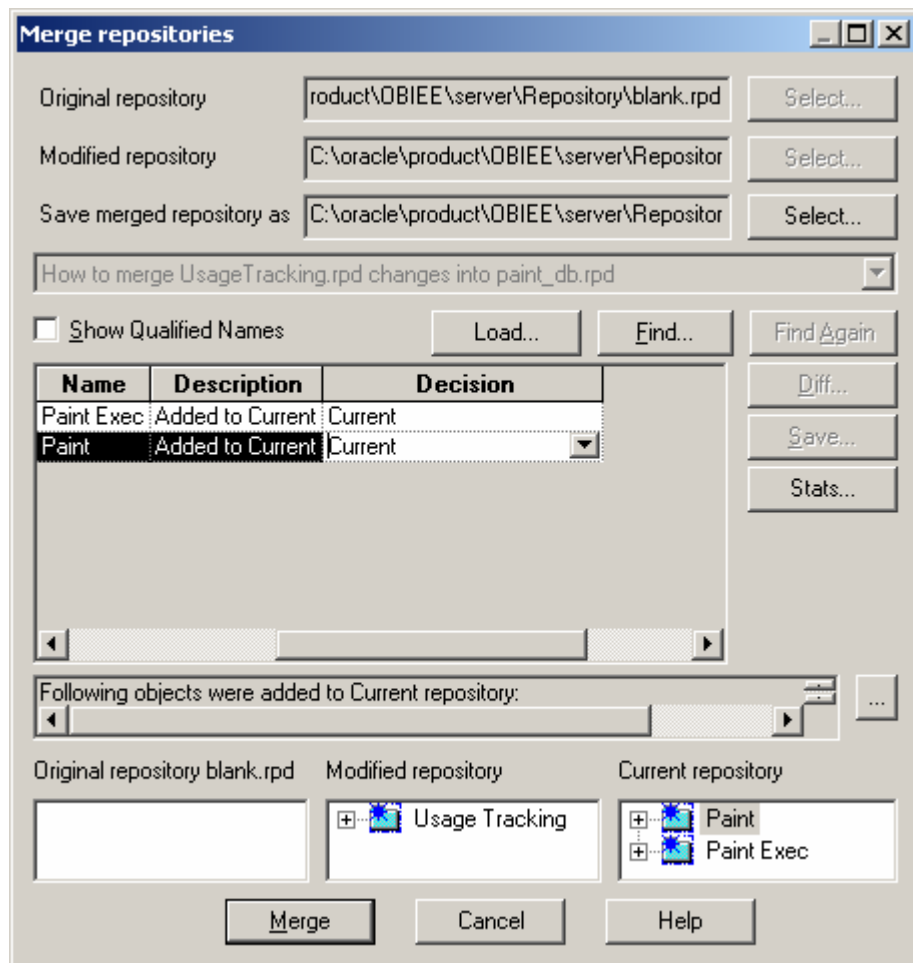 Merge repositories
Original repository roduct\OBIEE\server\Repository\blank.rpd Select...
Modified repository C:\oracle\product\OBIEE\server\Repositor Select...
Save merged repository as C:\oracle\product\OBIEE\server\Repositor Select...
How to merge UsageTracking.rpd changes into paint_db.rpd
Show Qualified Names Load... Find... Find Again
Name Description Decision Diff...
Paint Exec Added to Current Current
Paint Added to Current Current Save...
Stats...
Following objects were added to Current repository: ...
Original repository blank.rpd Modified repository Current repository
Usage Tracking Paint
Paint Exec
Merge Cancel Help